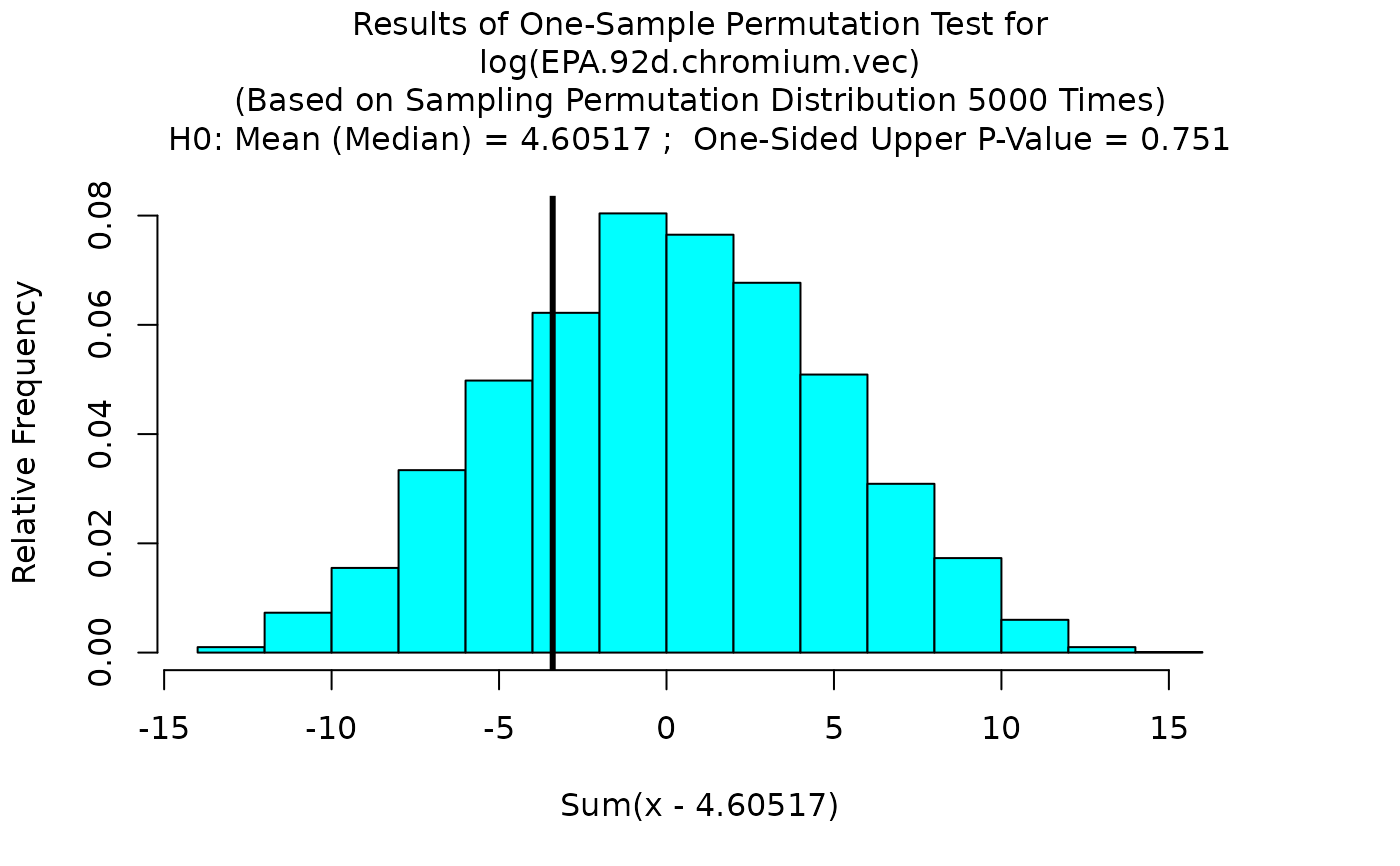 Results of One-Sample Permutation Test for
log(EPA.92d.chromium.vec)
(Based on Sampling Permutation Distribution 5000 Times)
H0: Mean (Median) = 4.60517 ;  One-Sided Upper P-Value = 0.751
Relative Frequency
0.08
0.06
0.04
0.02
0.00
-15 -10 -5 0 5 10 15
Sum(x - 4.60517)